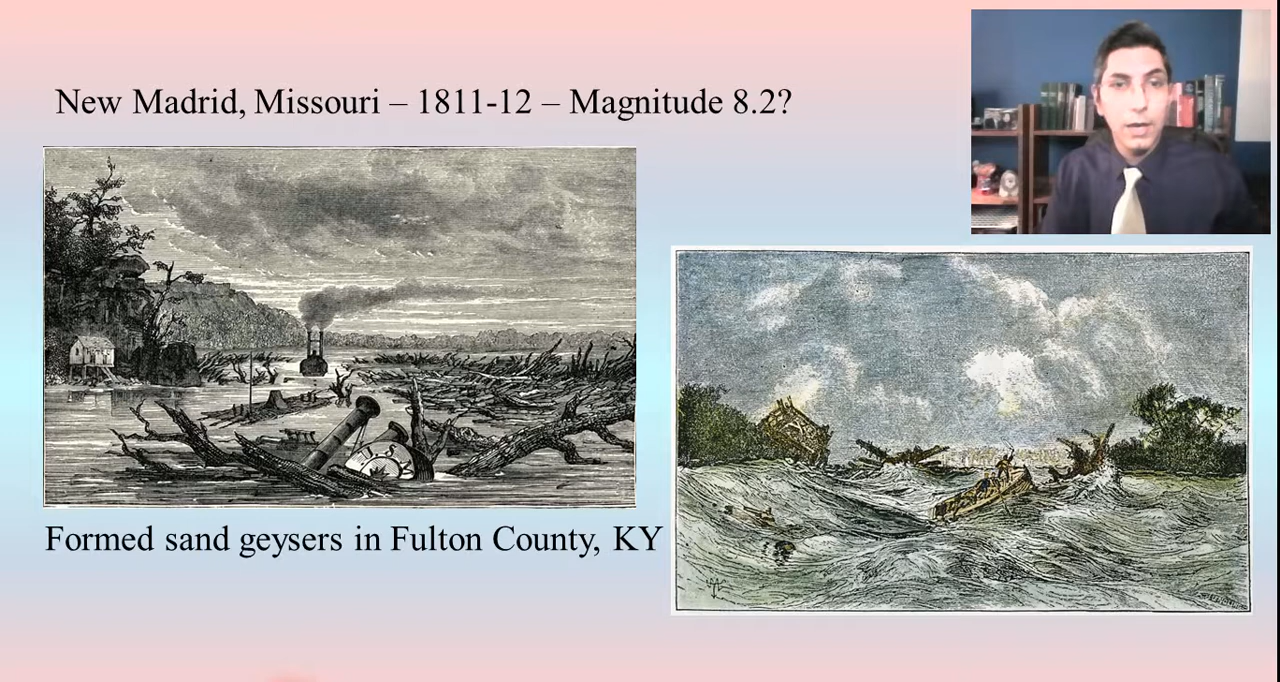 New Madrid, Missouri – 1811-12 – Magnitude 8.2?
Formed sand geysers in Fulton County, KY